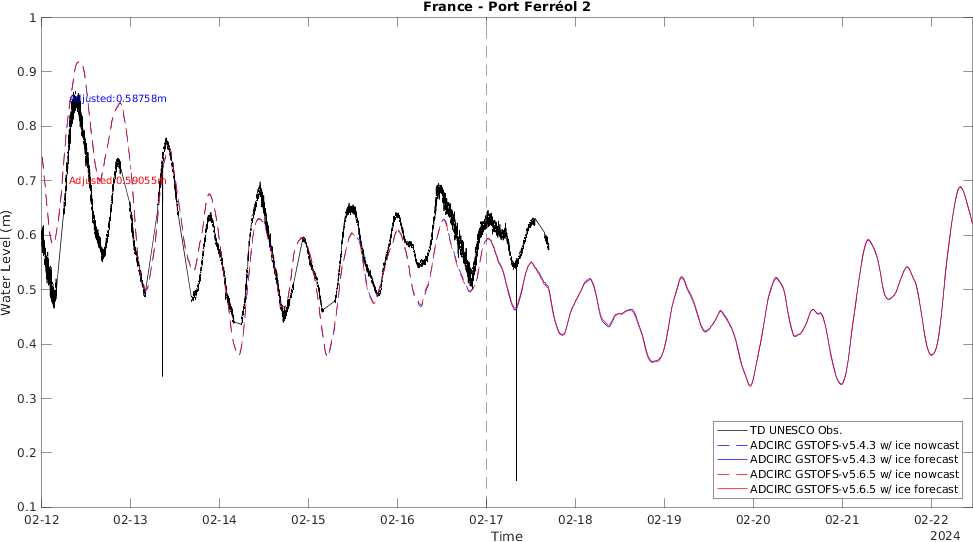 France - Port Ferréol 2
Water Level (m)
1
0.9
0.8
0.7
0.6
0.5
0.4
0.3
0.2
0.1
Adjusted:0.58758m
Adjusted:0.59055m
TD UNESCO Obs.
ADCIRC GSTOFS-v5.4.3 w/ ice nowcast
ADCIRC GSTOFS-v5.4.3 w/ ice forecast
ADCIRC GSTOFS-v5.6.5 w/ ice nowcast
ADCIRC GSTOFS-v5.6.5 w/ ice forecast
02-12 02-13 02-14 02-15 02-16 02-17 02-18 02-19 02-20 02-21 02-22
Time
2024